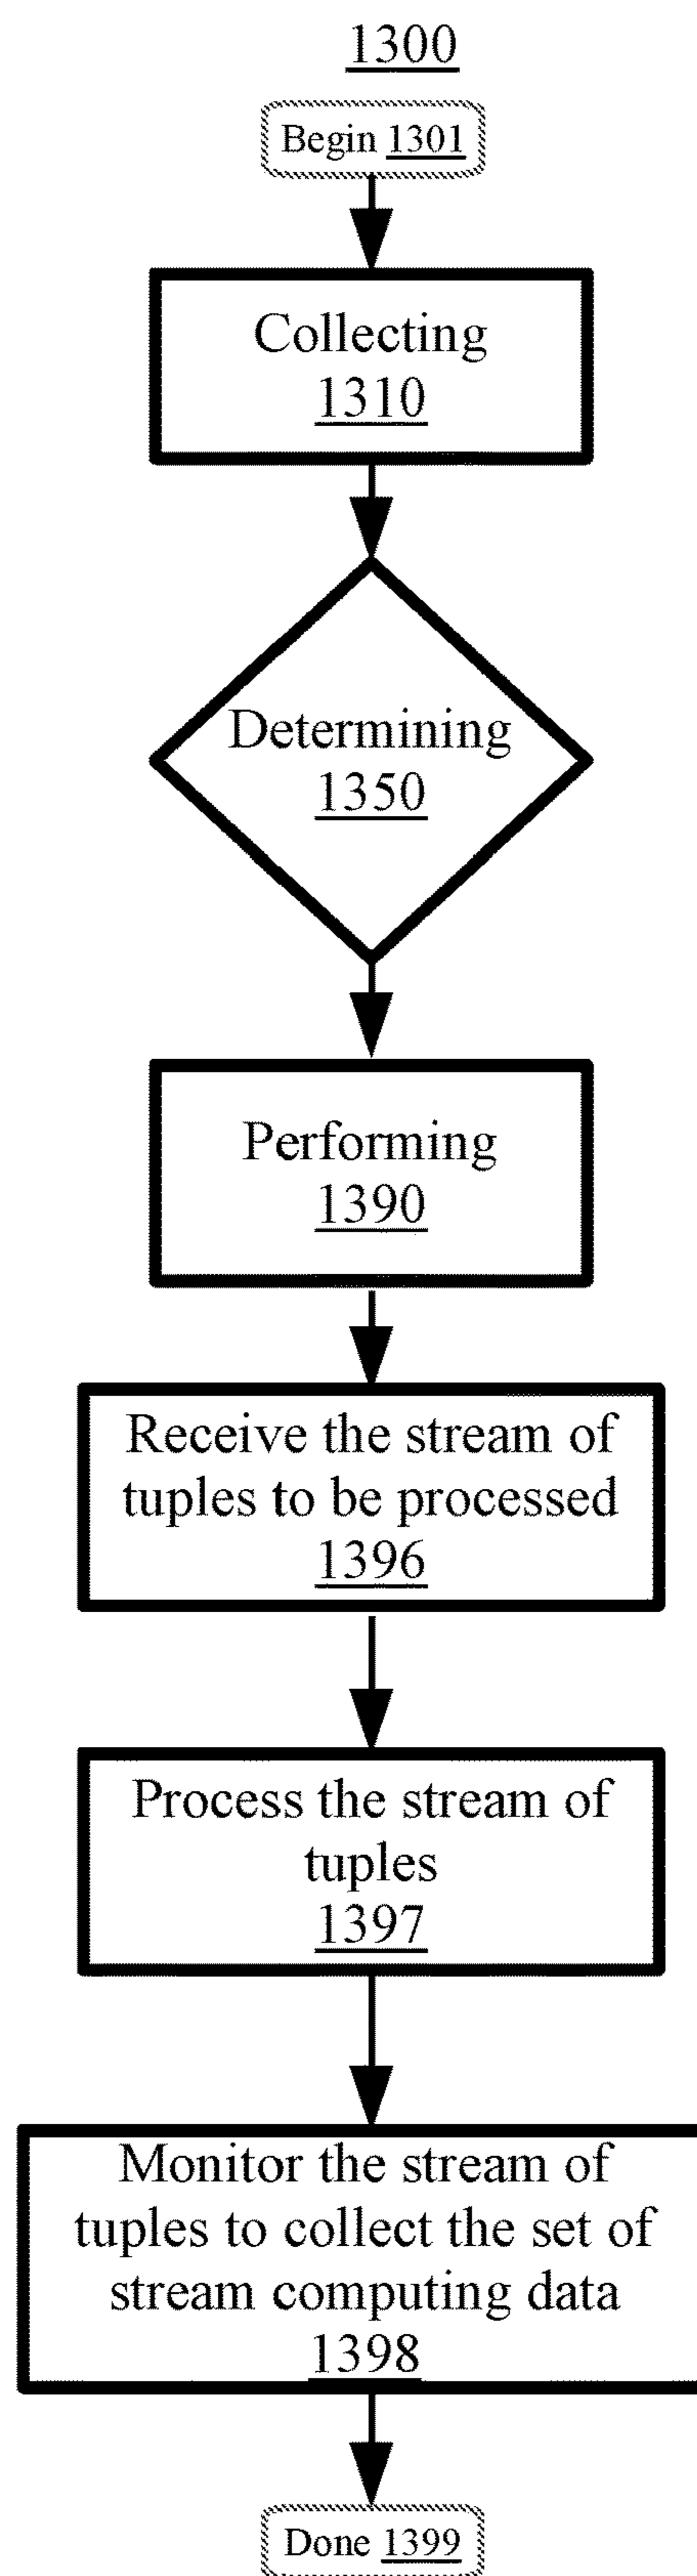 1300
Begin 1301
Collecting
1310
Determining
1350
Performing
1390
Receive the stream of
tuples to be processed
1396
Process the stream of
tuples
1397
Monitor the stream of
tuples to collect the set of
stream computing data
1398
Done 1399